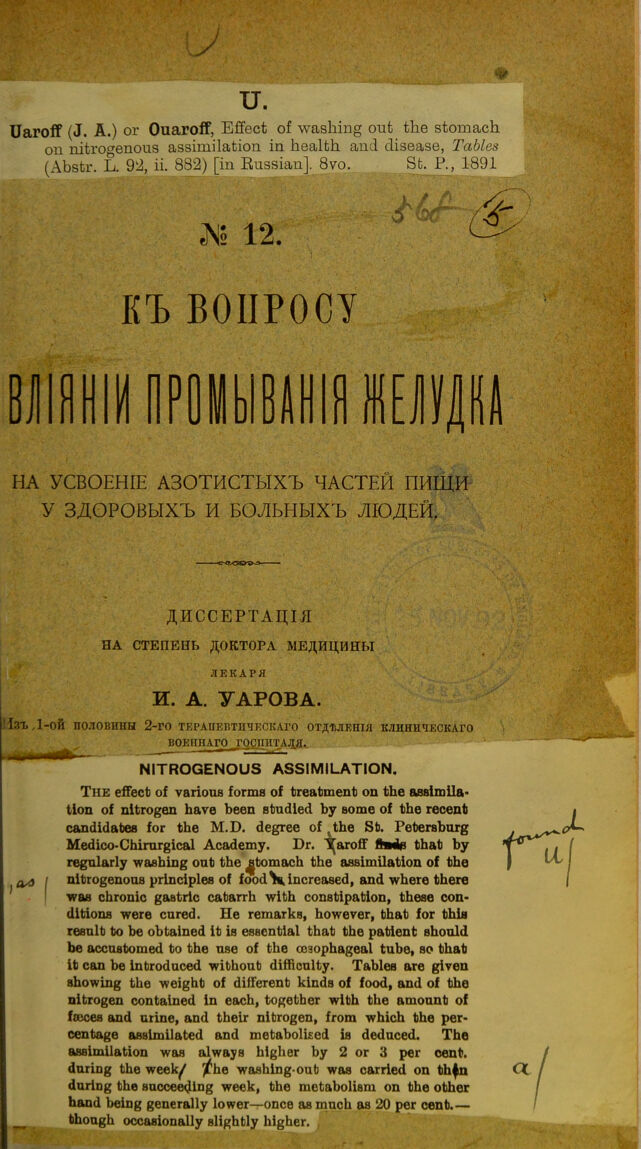 U.
Uaroff (J. A.) or Ouaroff, Effect of washing out the stomach
on nitrogenous assimilation in health and disease, Tables
(Abstr. L. 92, ii. 882) [in Russian]. 8vo. St. P., 1891
568 5
№ 12.
КЪ ВОПРОСУ
ВЛІЯНІИ ПРОМЫВАНІЯ ЖЕЛУДКА
НА УСВОЕНІЕ АЗОТИСТЫХЪ ЧАСТЕЙ ПИЩИ
У ЗДОРОВЫХЪ И БОЛЬНЫХЪ ЛЮДЕЙ.
ДИССЕРТАЦІЯ
НА СТЕПЕНЬ ДОКТОРА МЕДИЦИНЫ
ЛЕКАРЯ
И. А. УАРОВА.
Изъ 1-ой ПОЛОВИНЫ 2-го ТЕРАПЕВТИЧЕСКАГО ОТДѢЛЕНІЯ КЛИНИЧЕСКАГО
ВОЕННАГО ГОСПИТАЛЯ.
NITROGENOUS ASSIMILATION.
THE effect of various forms of treatment on the assimila-
tion of nitrogen have been studied by some of the recent
candidates for the M.D. degree of the St. Petersburg
Medico-Chirurgical Academy. Dr. Yaroff finds that by found U/
regularly washing out the stomach the assimilation of the
, as / nitrogenous principles of food is increased, and where there
was chronic gastric catarrh with constipation, these con-
ditions were cured. He remarks, however, that for this
result to be obtained it is essential that the patient should
be accustomed to the use of the œsophageal tube, so that
it can be introduced without difficulty. Tables are given
showing the weight of different kinds of food, and of the
nitrogen contained in each, together with the amount of
fæces and urine, and their nitrogen, from which the per-
centage assimilated and metabolised is deduced. The
assimilation was always higher by 2 or 3 per cent.
during the week The washing-out was carried on then a/
during the succeeding week, the metabolism on the other
hand being generally lower—once as much as 20 per cent.—
though occasionally slightly higher.